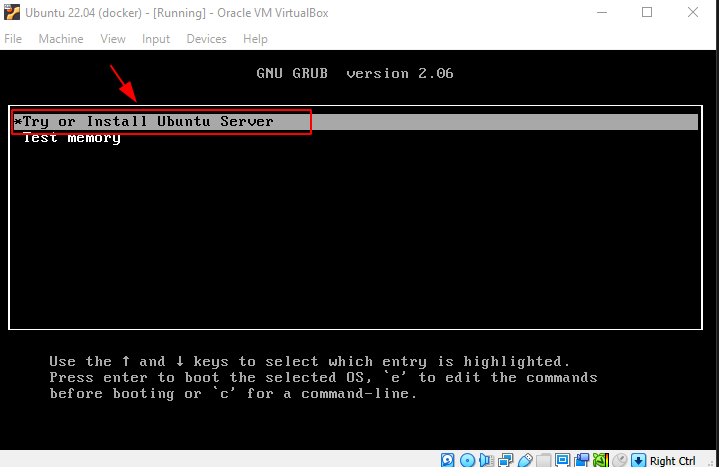 Ubuntu 22.04 (docker) - [Running] - Oracle VM VirtualBox
File Machine View Input Devices Help
GNU GRUB version 2.06
*Try or Install Ubuntu Server
Test memory
Use the ↑ and ↓ keys to select which entry is highlighted.
Press enter to boot the selected OS, `e' to edit the commands
before booting or `c' for a command-line.
Right Ctrl